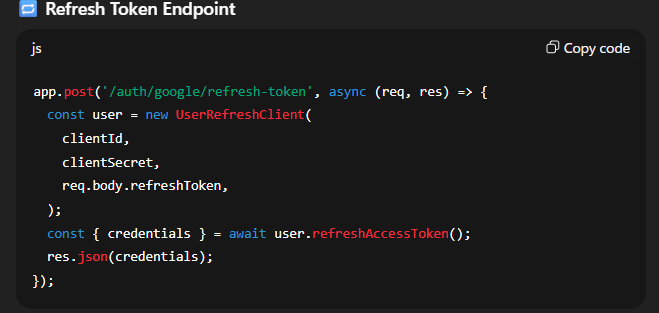 Refresh Token Endpoint
js
Copy code
app.post('/auth/google/refresh-token', async (req, res) => {
  const user = new UserRefreshClient(
    clientId,
    clientSecret,
    req.body.refreshToken,
  );
  const { credentials } = await user.refreshAccessToken();
  res.json(credentials);
});